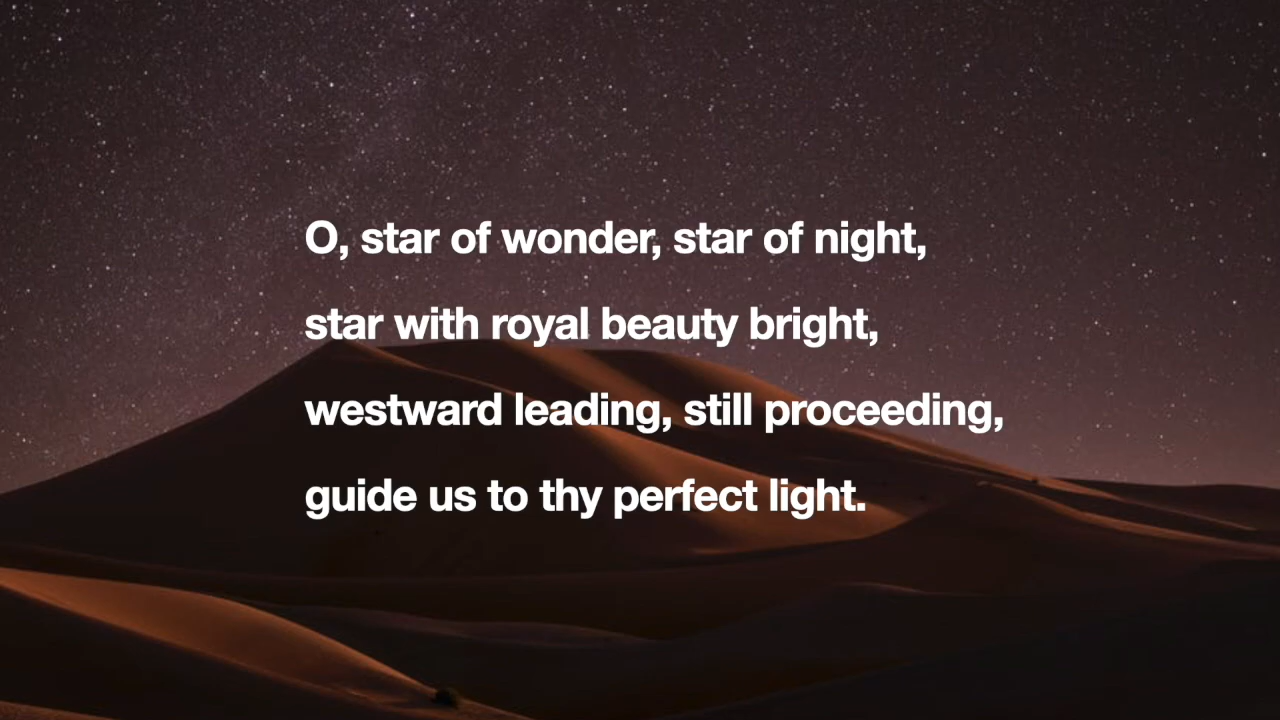 O, star of wonder, star of night,
star with royal beauty bright,
westward leading, still proceeding,
guide us to thy perfect light.